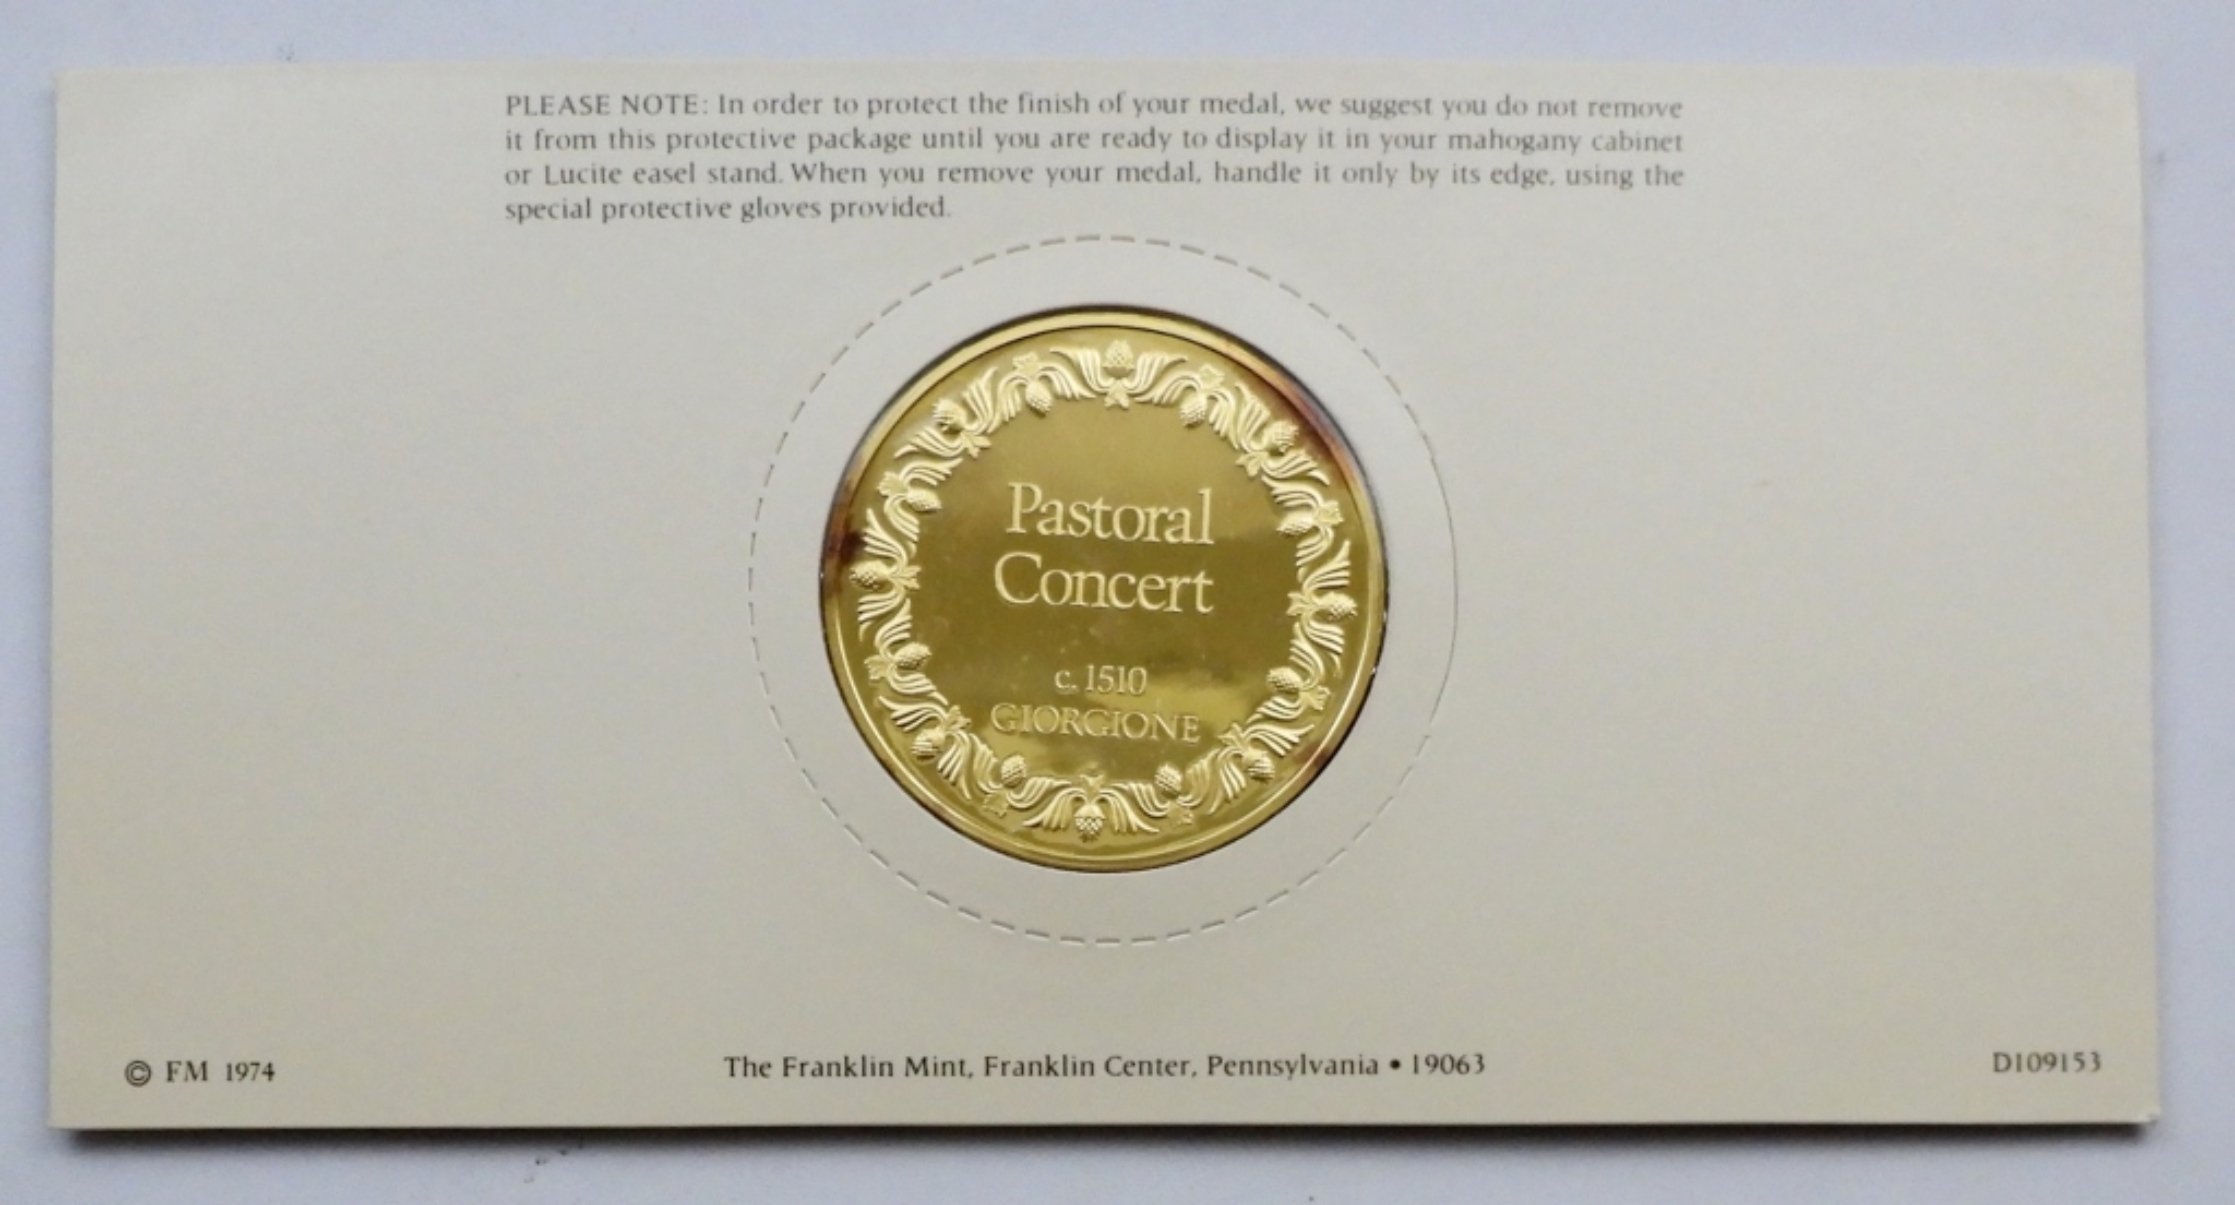 PLEASE NOTE: In order to protect the finish of your medal, we suggest you do not remove
it from this protective package until you are ready to display it in your mahogany cabinet
or Lucite easel stand. When you remove your medal, handle it only by its edge, using the
special protective gloves provided.
Pastoral
Concert
c. 1510
GIORGIONE
© FM 1974
The Franklin Mint, Franklin Center, Pennsylvania • 19063
D109153